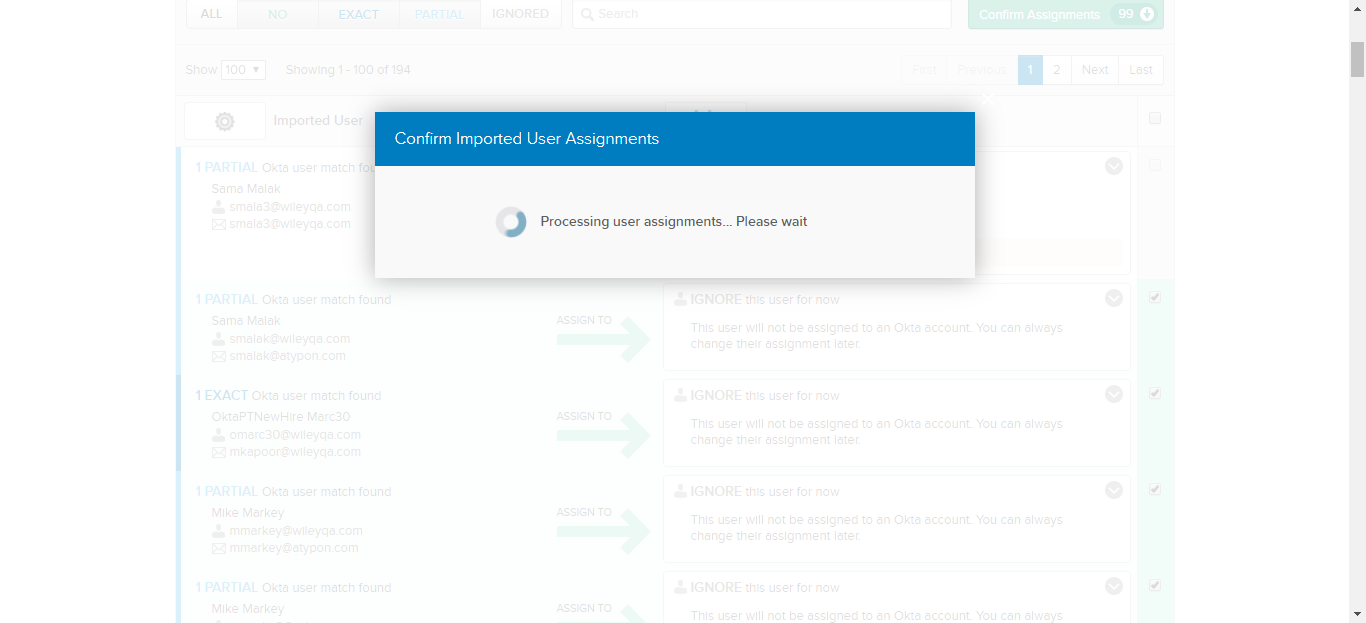 ALL NO EXACT PARTIAL IGNORED Search Confirm Assignments 99
Show 100 Showing 1 - 100 of 194 First Previous 1 2 Next Last
Imported User
Confirm Imported User Assignments
Processing user assignments... Please wait
1 PARTIAL Okta user match fou
Sama Malak
smala3@wileyqa.com
smala3@wileyqa.com
1 PARTIAL Okta user match found
Sama Malak
smalak@wileyqa.com
smalak@atypon.com
ASSIGN TO
IGNORE this user for now
This user will not be assigned to an Okta account. You can always
change their assignment later.
1 EXACT Okta user match found
OktaPTNewHire Marc30
omarc30@wileyqa.com
mkapoor@wileyqa.com
ASSIGN TO
IGNORE this user for now
This user will not be assigned to an Okta account. You can always
change their assignment later.
1 PARTIAL Okta user match found
Mike Markey
mmarkey@wileyqa.com
mmarkey@atypon.com
ASSIGN TO
IGNORE this user for now
This user will not be assigned to an Okta account. You can always
change their assignment later.
1 PARTIAL Okta user match found
Mike Markey
ASSIGN TO
IGNORE this user for now
This user will not be assigned to an Okta account. You can always